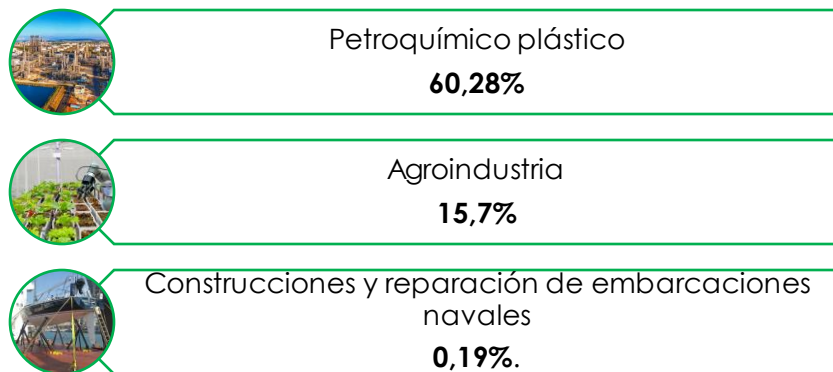 Petroquímico plástico
60,28%
Agroindustria
15,7%
Construcciones y reparación de embarcaciones
navales
0,19%.